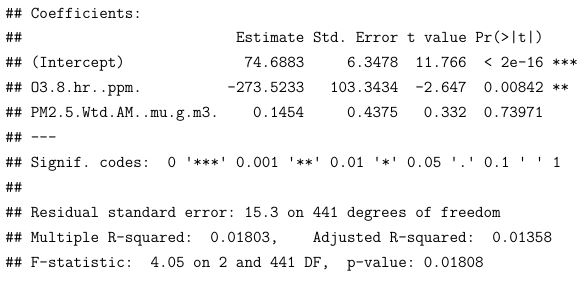 ## Coefficients:
##                        Estimate Std. Error t value Pr(>|t|)
## (Intercept)             74.6883     6.3478  11.766  < 2e-16 ***
## O3.8.hr..ppm.         -273.5233   103.3434  -2.647  0.00842 **
## PM2.5.Wtd.AM..mu.g.m3.   0.1454     0.4375   0.332  0.73971
## ---
## Signif. codes:  0 '***' 0.001 '**' 0.01 '*' 0.05 '.' 0.1 ' ' 1
##
## Residual standard error: 15.3 on 441 degrees of freedom
## Multiple R-squared:  0.01803,    Adjusted R-squared:  0.01358
## F-statistic:  4.05 on 2 and 441 DF,  p-value: 0.01808